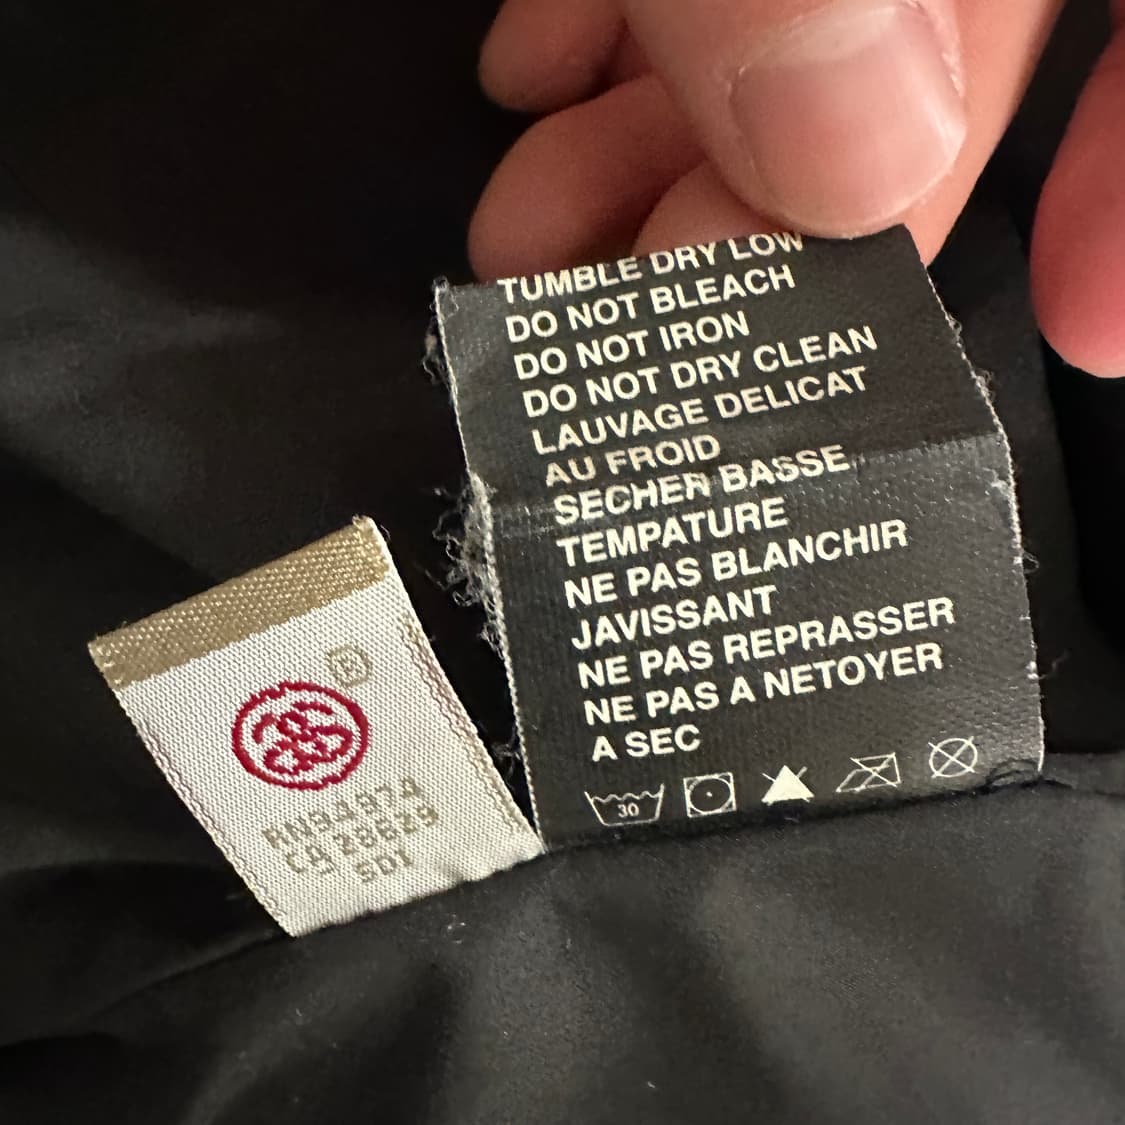 TUMBLE DRY LOW
DO NOT BLEACH
DO NOT IRON
DO NOT DRY CLEAN
LAUVAGE DELICAT
AU FROID
SECHER BASSE
TEMPATURE
NE PAS BLANCHIR
JAVISSANT
NE PAS REPRASSER
NE PAS A NETOYER
A SEC
30
RN94974
CA 28629
SDI